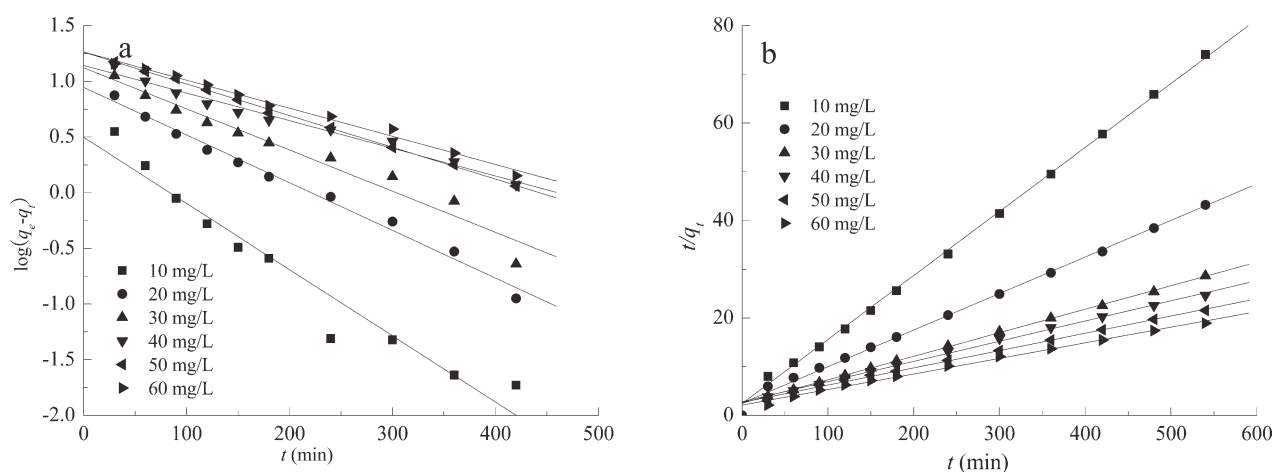 a
1.5
1.0
0.5
0.0
-0.5
-1.0
-1.5
-2.0
log(qe-qt)
10 mg/L
20 mg/L
30 mg/L
40 mg/L
50 mg/L
60 mg/L
0 100 200 300 400 500
t (min)
b
80
60
40
20
0
t/qt
10 mg/L
20 mg/L
30 mg/L
40 mg/L
50 mg/L
60 mg/L
0 100 200 300 400 500 600
t (min)